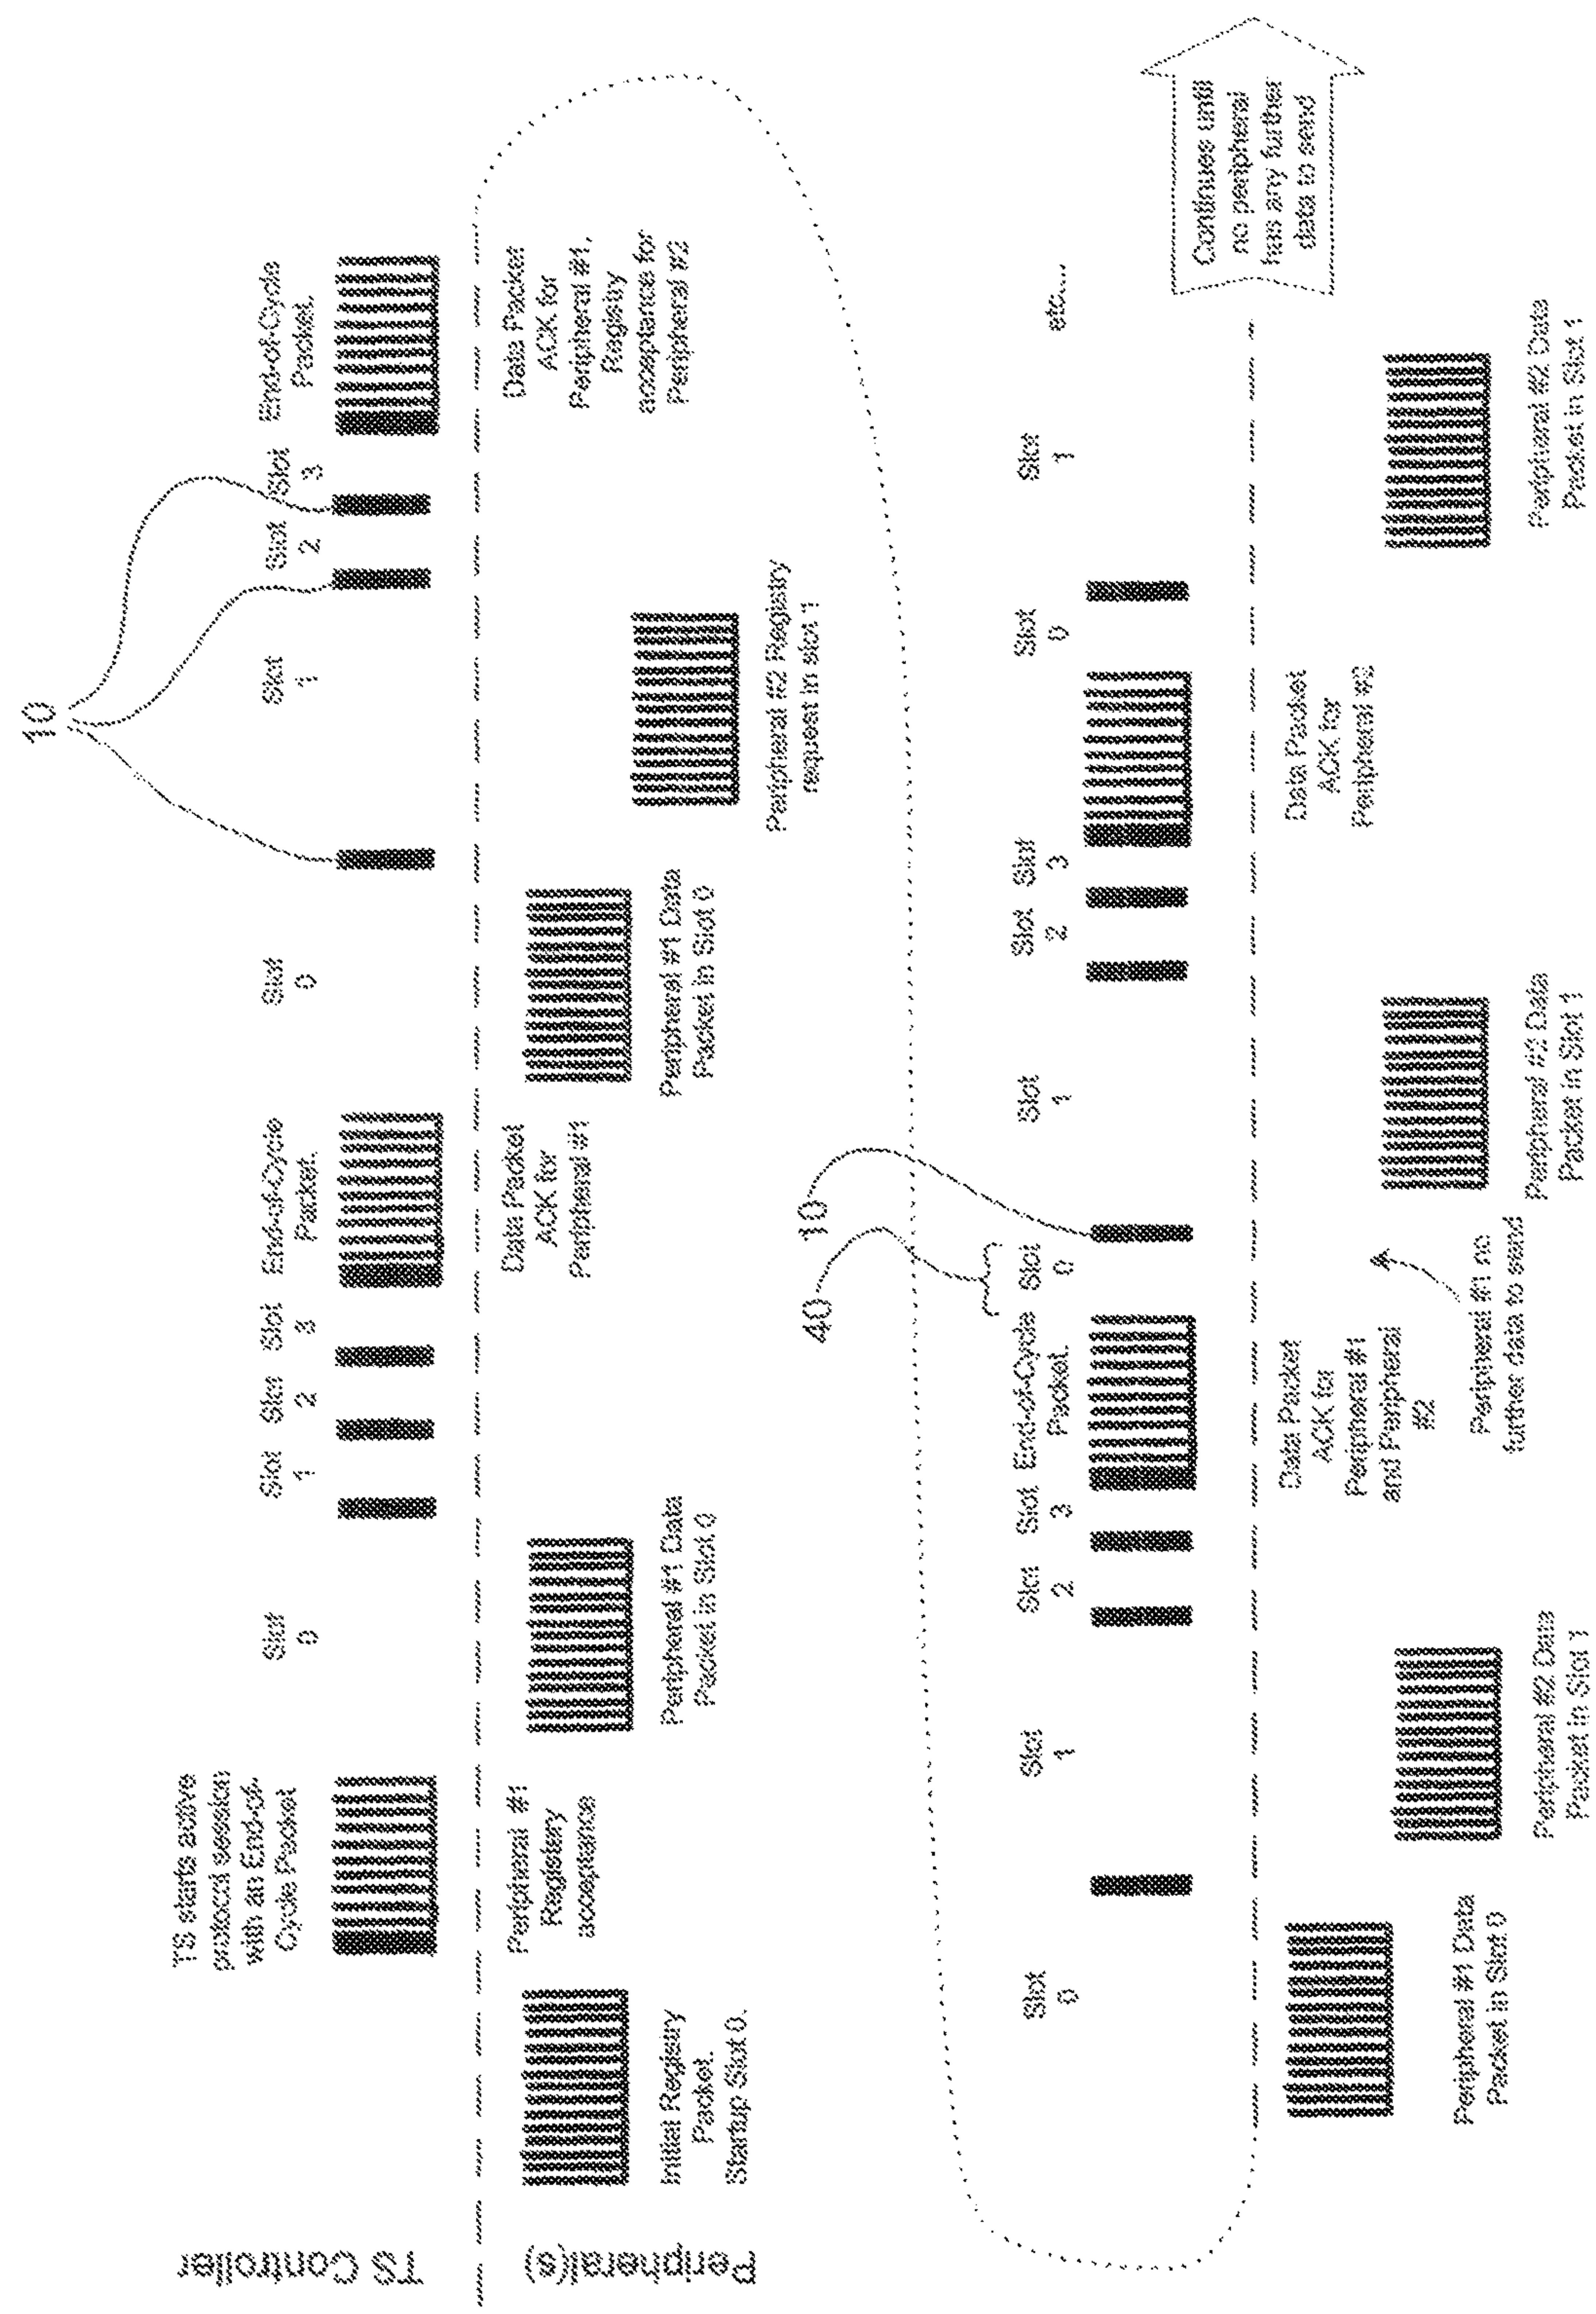 TS Controller
Peripheral(s)
TS starts active
protocol session
with an End-of-
Cycle Packet
Slot
0
Slot
1
Slot
2
Slot
3
End-of-Cycle
Packet.
Slot
0
10
Slot
1
Slot
2
Slot
3
End-of-Cycle
Packet.
Initial Registry
Packet.
Startup Slot 0.
Peripheral #1
Registry
acceptance
Peripheral #1 Data
Packet in Slot 0
Data Packet
ACK for
Peripheral #1
Peripheral #1 Data
Packet in Slot 0
Peripheral #2 Registry
request in slot 1
Data Packet
ACK for
Peripheral #1,
Registry
acceptance for
Peripheral #2
Slot
0
Slot
1
Slot
2
Slot
3
End-of-Cycle
Packet.
40
10
Slot
0
Slot
1
Slot
2
Slot
3
Slot
0
Slot
1
etc...
Continues until
no peripheral
has any further
data to send
Peripheral #1 Data
Packet in Slot 0
Peripheral #2 Data
Packet in Slot 1
Data Packet
ACK for
Peripheral #1
and Peripheral
#2
Peripheral #1 no
further data to send
Peripheral #2 Data
Packet in Slot 1
Data Packet
ACK for
Peripheral #2
Peripheral #2 Data
Packet in Slot 1